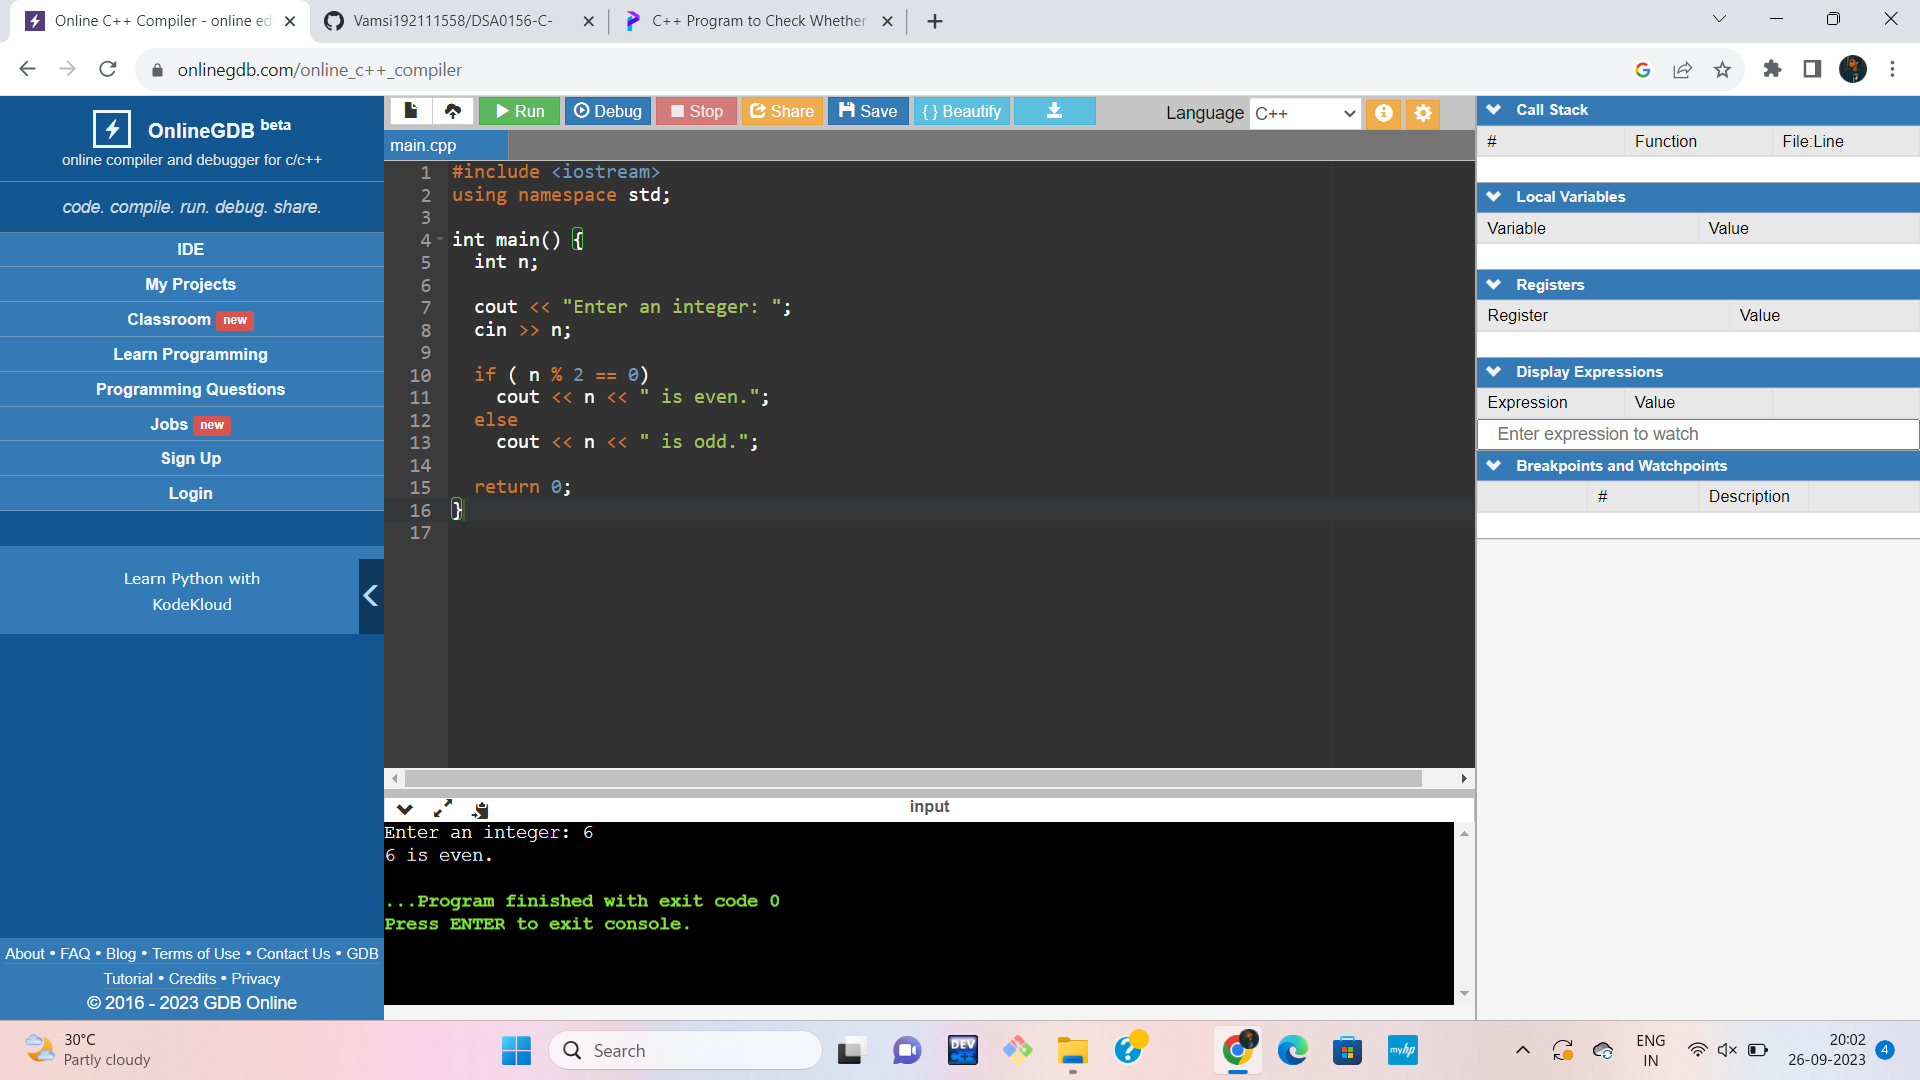 Online C++ Compiler - online ed
Vamsi192111558/DSA0156-C-
C++ Program to Check Whether
onlinegdb.com/online_c++_compiler
OnlineGDB beta
online compiler and debugger for c/c++
code. compile. run. debug. share.
IDE
My Projects
Classroom new
Learn Programming
Programming Questions
Jobs new
Sign Up
Login
Learn Python with
KodeKloud
About • FAQ • Blog • Terms of Use • Contact Us • GDB
Tutorial • Credits • Privacy
© 2016 - 2023 GDB Online
Run Debug Stop Share Save { } Beautify
Language C++
main.cpp
1 #include <iostream>
2 using namespace std;
3
4 int main() {
5 int n;
6
7 cout << "Enter an integer: ";
8 cin >> n;
9
10 if ( n % 2 == 0)
11 cout << n << " is even.";
12 else
13 cout << n << " is odd.";
14
15 return 0;
16 }
17
input
Enter an integer: 6
6 is even.
...Program finished with exit code 0
Press ENTER to exit console.
Call Stack
# Function File:Line
Local Variables
Variable Value
Registers
Register Value
Display Expressions
Expression Value
Enter expression to watch
Breakpoints and Watchpoints
# Description
30°C
Partly cloudy
Search
DEV
C++
myhp
ENG
IN
20:02
26-09-2023
4